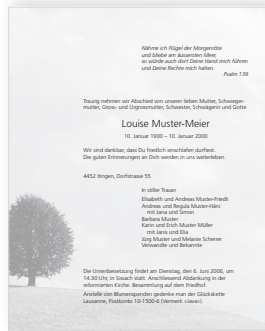 Nähme ich Flügel der Morgenröte
und bliebe am äussersten Meer,
so würde auch dort Deine Hand mich führen
und Deine Rechte mich halten.
Psalm 139
Traurig nehmen wir Abschied von unserer lieben Mutter, Schwieger-
mutter, Gross- und Urgrossmutter, Schwester, Schwägerin und Gotte
Louise Muster-Meier
10. Januar 1900 – 10. Januar 2000
Wir sind dankbar, dass Du friedlich einschlafen durftest.
Die guten Erinnerungen an Dich werden in uns weiterleben.
4452 Itingen, Dorfstrasse 55
In stiller Trauer
Elisabeth und Andreas Muster-Friedli
Andreas und Regula Muster-Häni
mit Jana und Simon
Barbara Muster
Karin und Erich Muster Müller
mit Janis und Elia
Jürg Muster und Melanie Scherrer
Verwandte und Bekannte
Die Urnenbeisetzung findet am Dienstag, den 6. Juni 2006, um
14.30 Uhr, in Sissach statt. Anschliessend Abdankung in der
reformierten Kirche. Besammlung auf dem Friedhof.
Anstelle von Blumenspenden gedenke man der Glückskette
Lausanne, Postkonto 10-1500-6 (Vermerk «Java»).